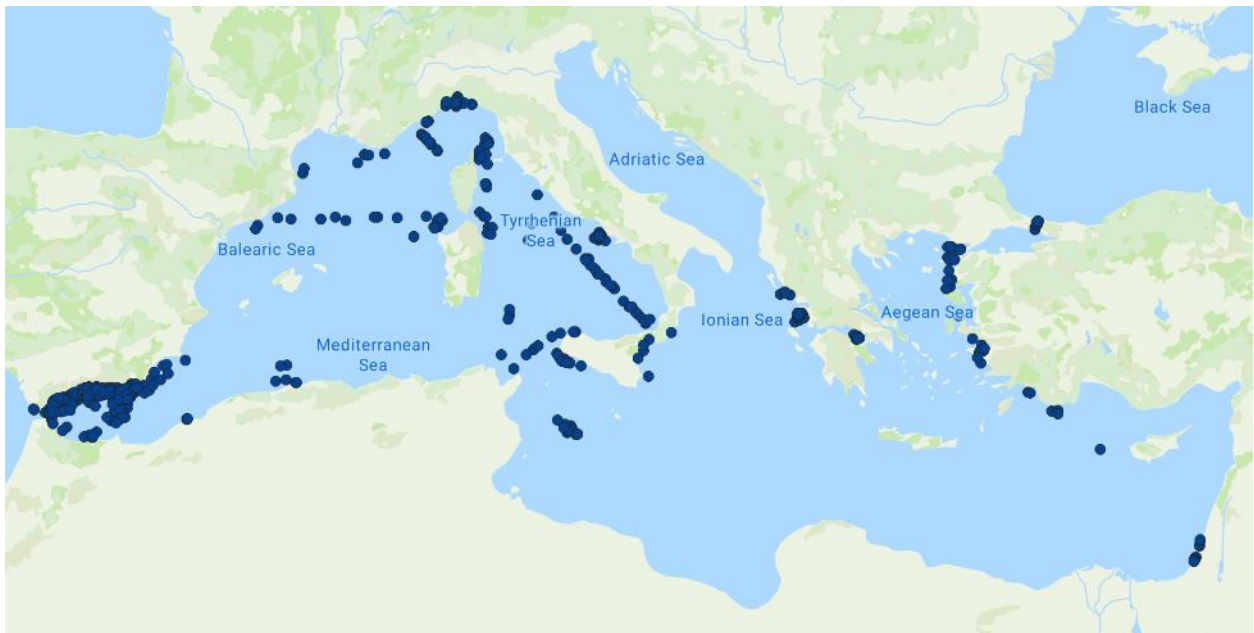 Black Sea
Adriatic Sea
Tyrrhenian
Sea
Balearic Sea
Ionian Sea
Aegean Sea
Mediterranean
Sea